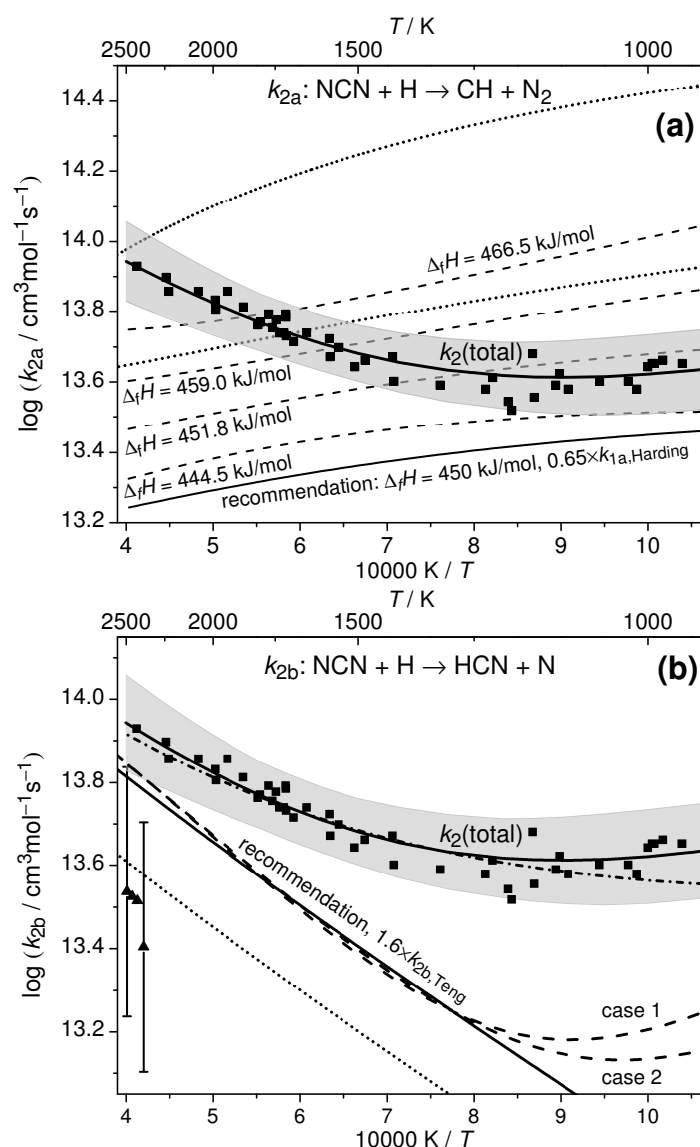 T / K
2500 2000 1500 1000
k2a: NCN + H → CH + N2
(a)
14.4
14.2
14.0
13.8
13.6
13.4
13.2
log (k2a / cm³mol⁻¹s⁻¹)
ΔfH = 466.5 kJ/mol
k2(total)
ΔfH = 459.0 kJ/mol
ΔfH = 451.8 kJ/mol
ΔfH = 444.5 kJ/mol
recommendation: ΔfH = 450 kJ/mol, 0.65×k1a,Harding
4 5 6 7 8 9 10
10000 K / T
T / K
2500 2000 1500 1000
k2b: NCN + H → HCN + N
(b)
14.0
13.8
13.6
13.4
13.2
log (k2b / cm³mol⁻¹s⁻¹)
k2(total)
recommendation, 1.6×k2b,Teng
case 1
case 2
4 5 6 7 8 9 10
10000 K / T